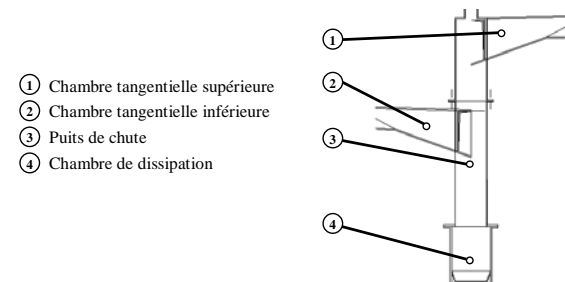 1 Chambre tangentielle supérieure
2 Chambre tangentielle inférieure
3 Puits de chute
4 Chambre de dissipation
1
2
3
4